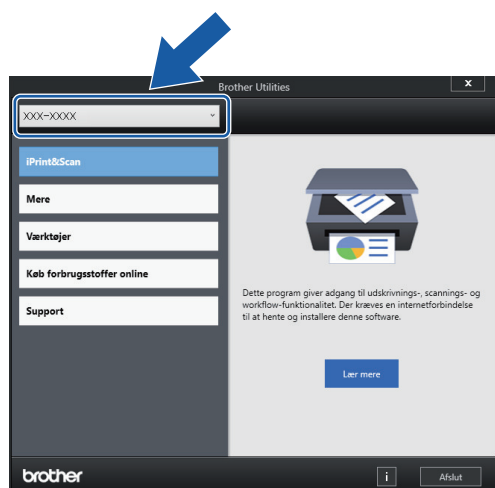 Brother Utilities
x
XXX-XXXX
iPrint&Scan
Mere
Værktøjer
Køb forbrugsstoffer online
Support
Dette program giver adgang til udskrivnings-, scannings- og
workflow-funktionalitet. Der kræves en internetforbindelse
til at hente og installere denne software.
Lær mere
brother
i
Afslut